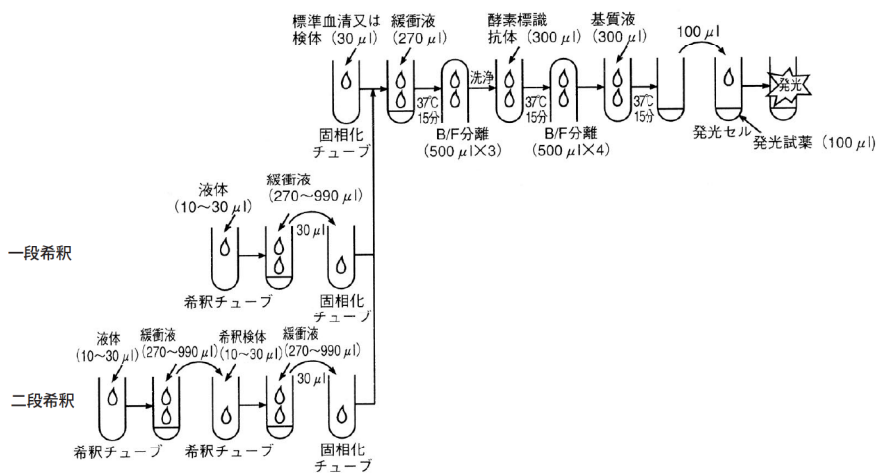 標準血清又は
検体(30 μl)
緩衝液
(270 μl)
酵素標識
抗体(300 μl)
基質液
(300 μl)
100 μl
洗浄
発光
37℃
15分
37℃
15分
37℃
15分
固相化
チューブ
B/F分離
(500 μl×3)
B/F分離
(500 μl×4)
発光セル
発光試薬(100 μl)
一段希釈
液体
(10〜30 μl)
緩衝液
(270〜990 μl)
30 μl
希釈チューブ
固相化
チューブ
二段希釈
液体
(10〜30 μl)
緩衝液
(270〜990 μl)
希釈検体
(10〜30 μl)
緩衝液
(270〜990 μl)
30 μl
希釈チューブ
希釈チューブ
固相化
チューブ